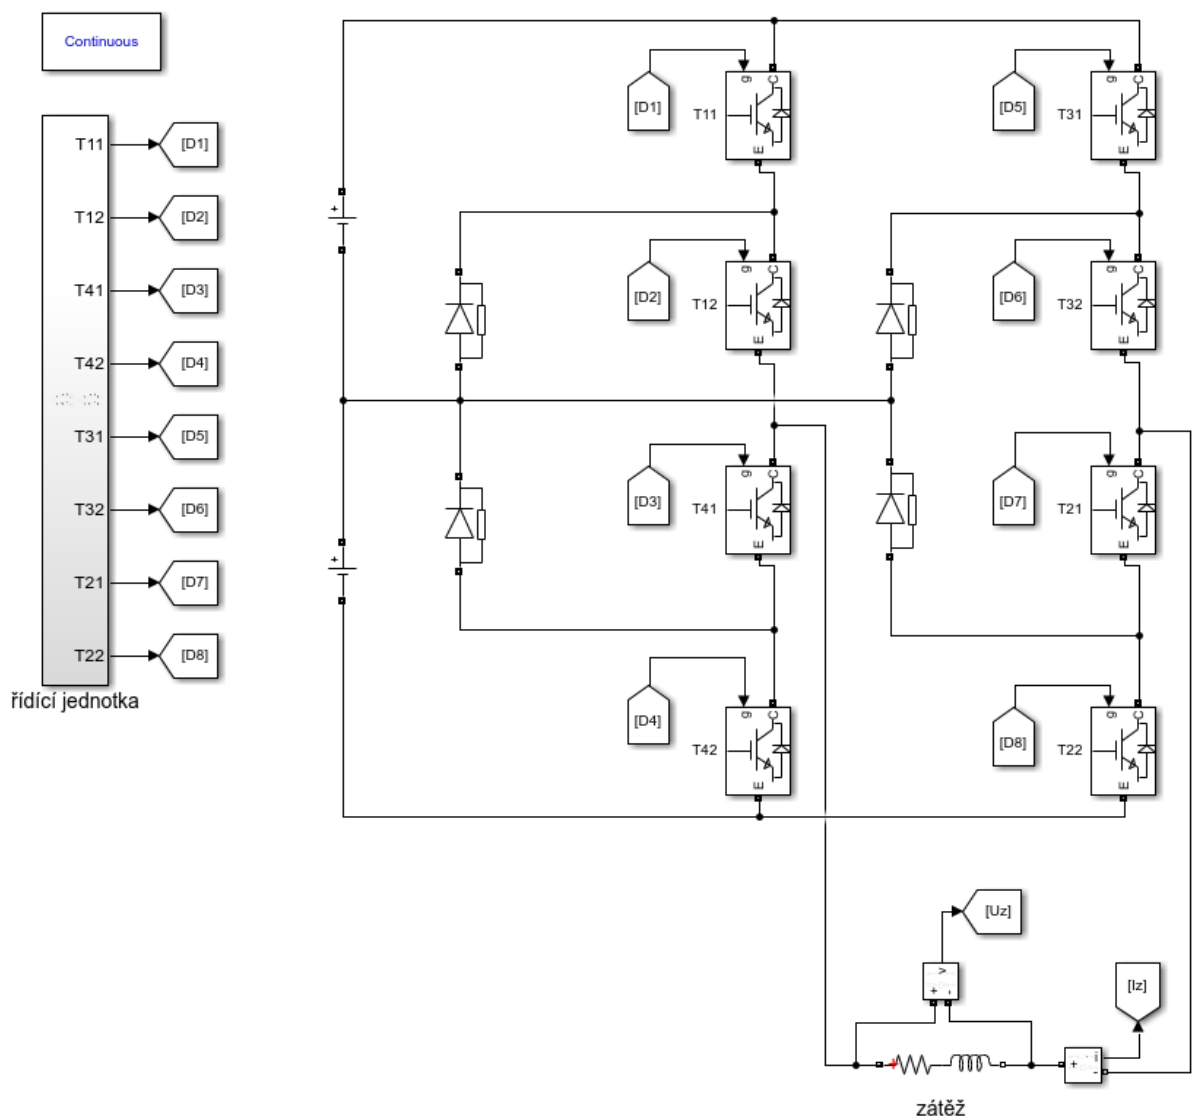 Continuous
T11
[D1]
T12
[D2]
T41
[D3]
T42
[D4]
T31
[D5]
T32
[D6]
T21
[D7]
T22
[D8]
řídící jednotka
+
+
[D1]
T11
g
C
E
[D5]
T31
g
C
E
[D2]
T12
g
C
E
[D6]
T32
g
C
E
[D3]
T41
g
C
E
[D7]
T21
g
C
E
[D4]
T42
g
C
E
[D8]
T22
g
C
E
[Uz]
v
+ -
[Iz]
+
i
-
+
zátěž